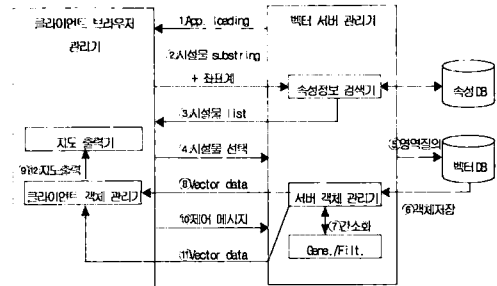 클라이언트 브라우저
관리기
벡터 서버 관리기
①App. loading
②시설물 substring
+ 좌표계
속성정보 검색기
속성DB
③시설물 list
지도 출력기
④시설물 선택
⑤영역질의
벡터DB
⑨⑫지도출력
⑧Vector data
클라이언트 객체 관리기
서버 객체 관리기
⑥객체저장
⑩제어 메시지
⑦간소화
⑪Vector data
Gene./Filt.